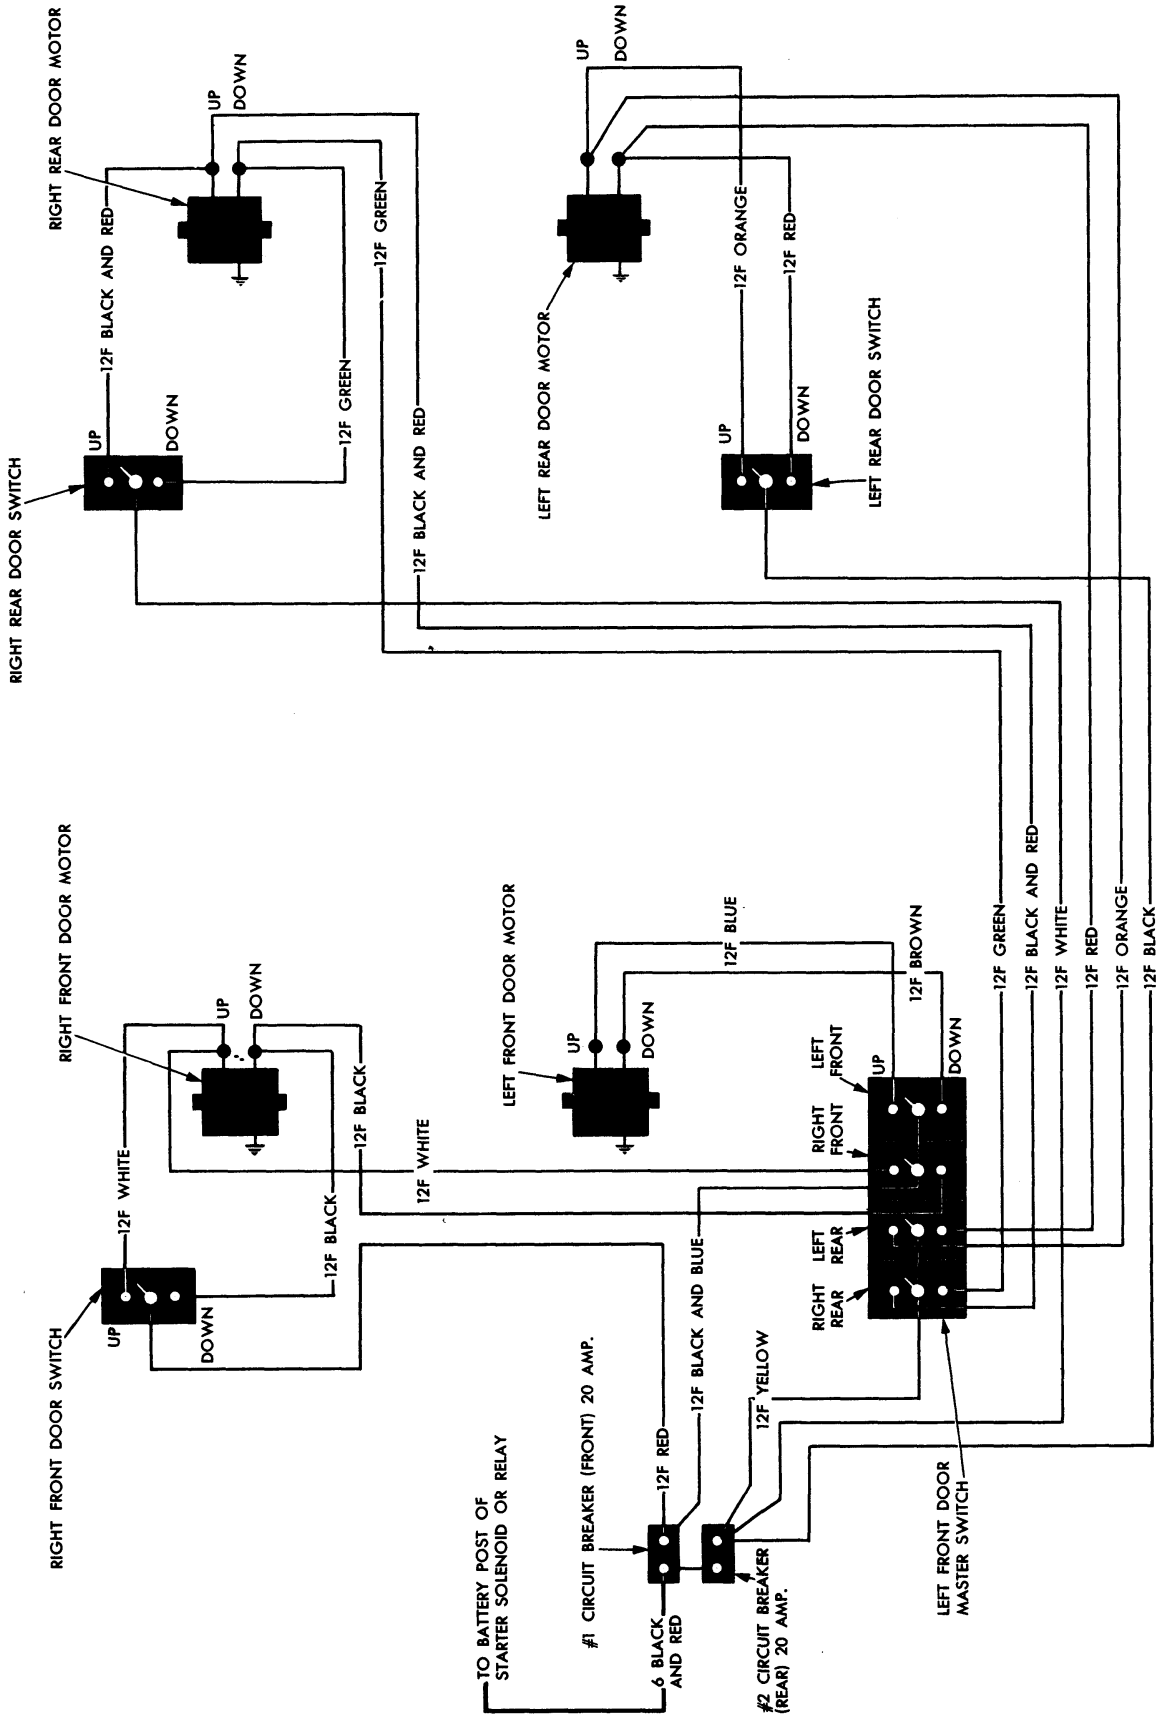 RIGHT REAR DOOR MOTOR
UP
DOWN
12F BLACK AND RED
12F GREEN
12F GREEN
12F BLACK AND RED
UP
DOWN
RIGHT REAR DOOR SWITCH
UP
DOWN
12F ORANGE
12F RED
LEFT REAR DOOR MOTOR
UP
DOWN
LEFT REAR DOOR SWITCH
RIGHT FRONT DOOR MOTOR
UP
DOWN
12F WHITE
12F BLACK
12F BLACK
12F WHITE
UP
DOWN
RIGHT FRONT DOOR SWITCH
LEFT FRONT DOOR MOTOR
UP
DOWN
12F BLUE
12F BROWN
12F GREEN
12F BLACK AND RED
12F WHITE
12F RED
12F ORANGE
12F BLACK
UP
DOWN
LEFT
FRONT
RIGHT
FRONT
LEFT
REAR
RIGHT
REAR
12F BLACK AND BLUE
12F YELLOW
12F RED
#1 CIRCUIT BREAKER (FRONT) 20 AMP.
TO BATTERY POST OF
STARTER SOLENOID OR RELAY
6 BLACK
AND RED
#2 CIRCUIT BREAKER
(REAR) 20 AMP.
LEFT FRONT DOOR
MASTER SWITCH